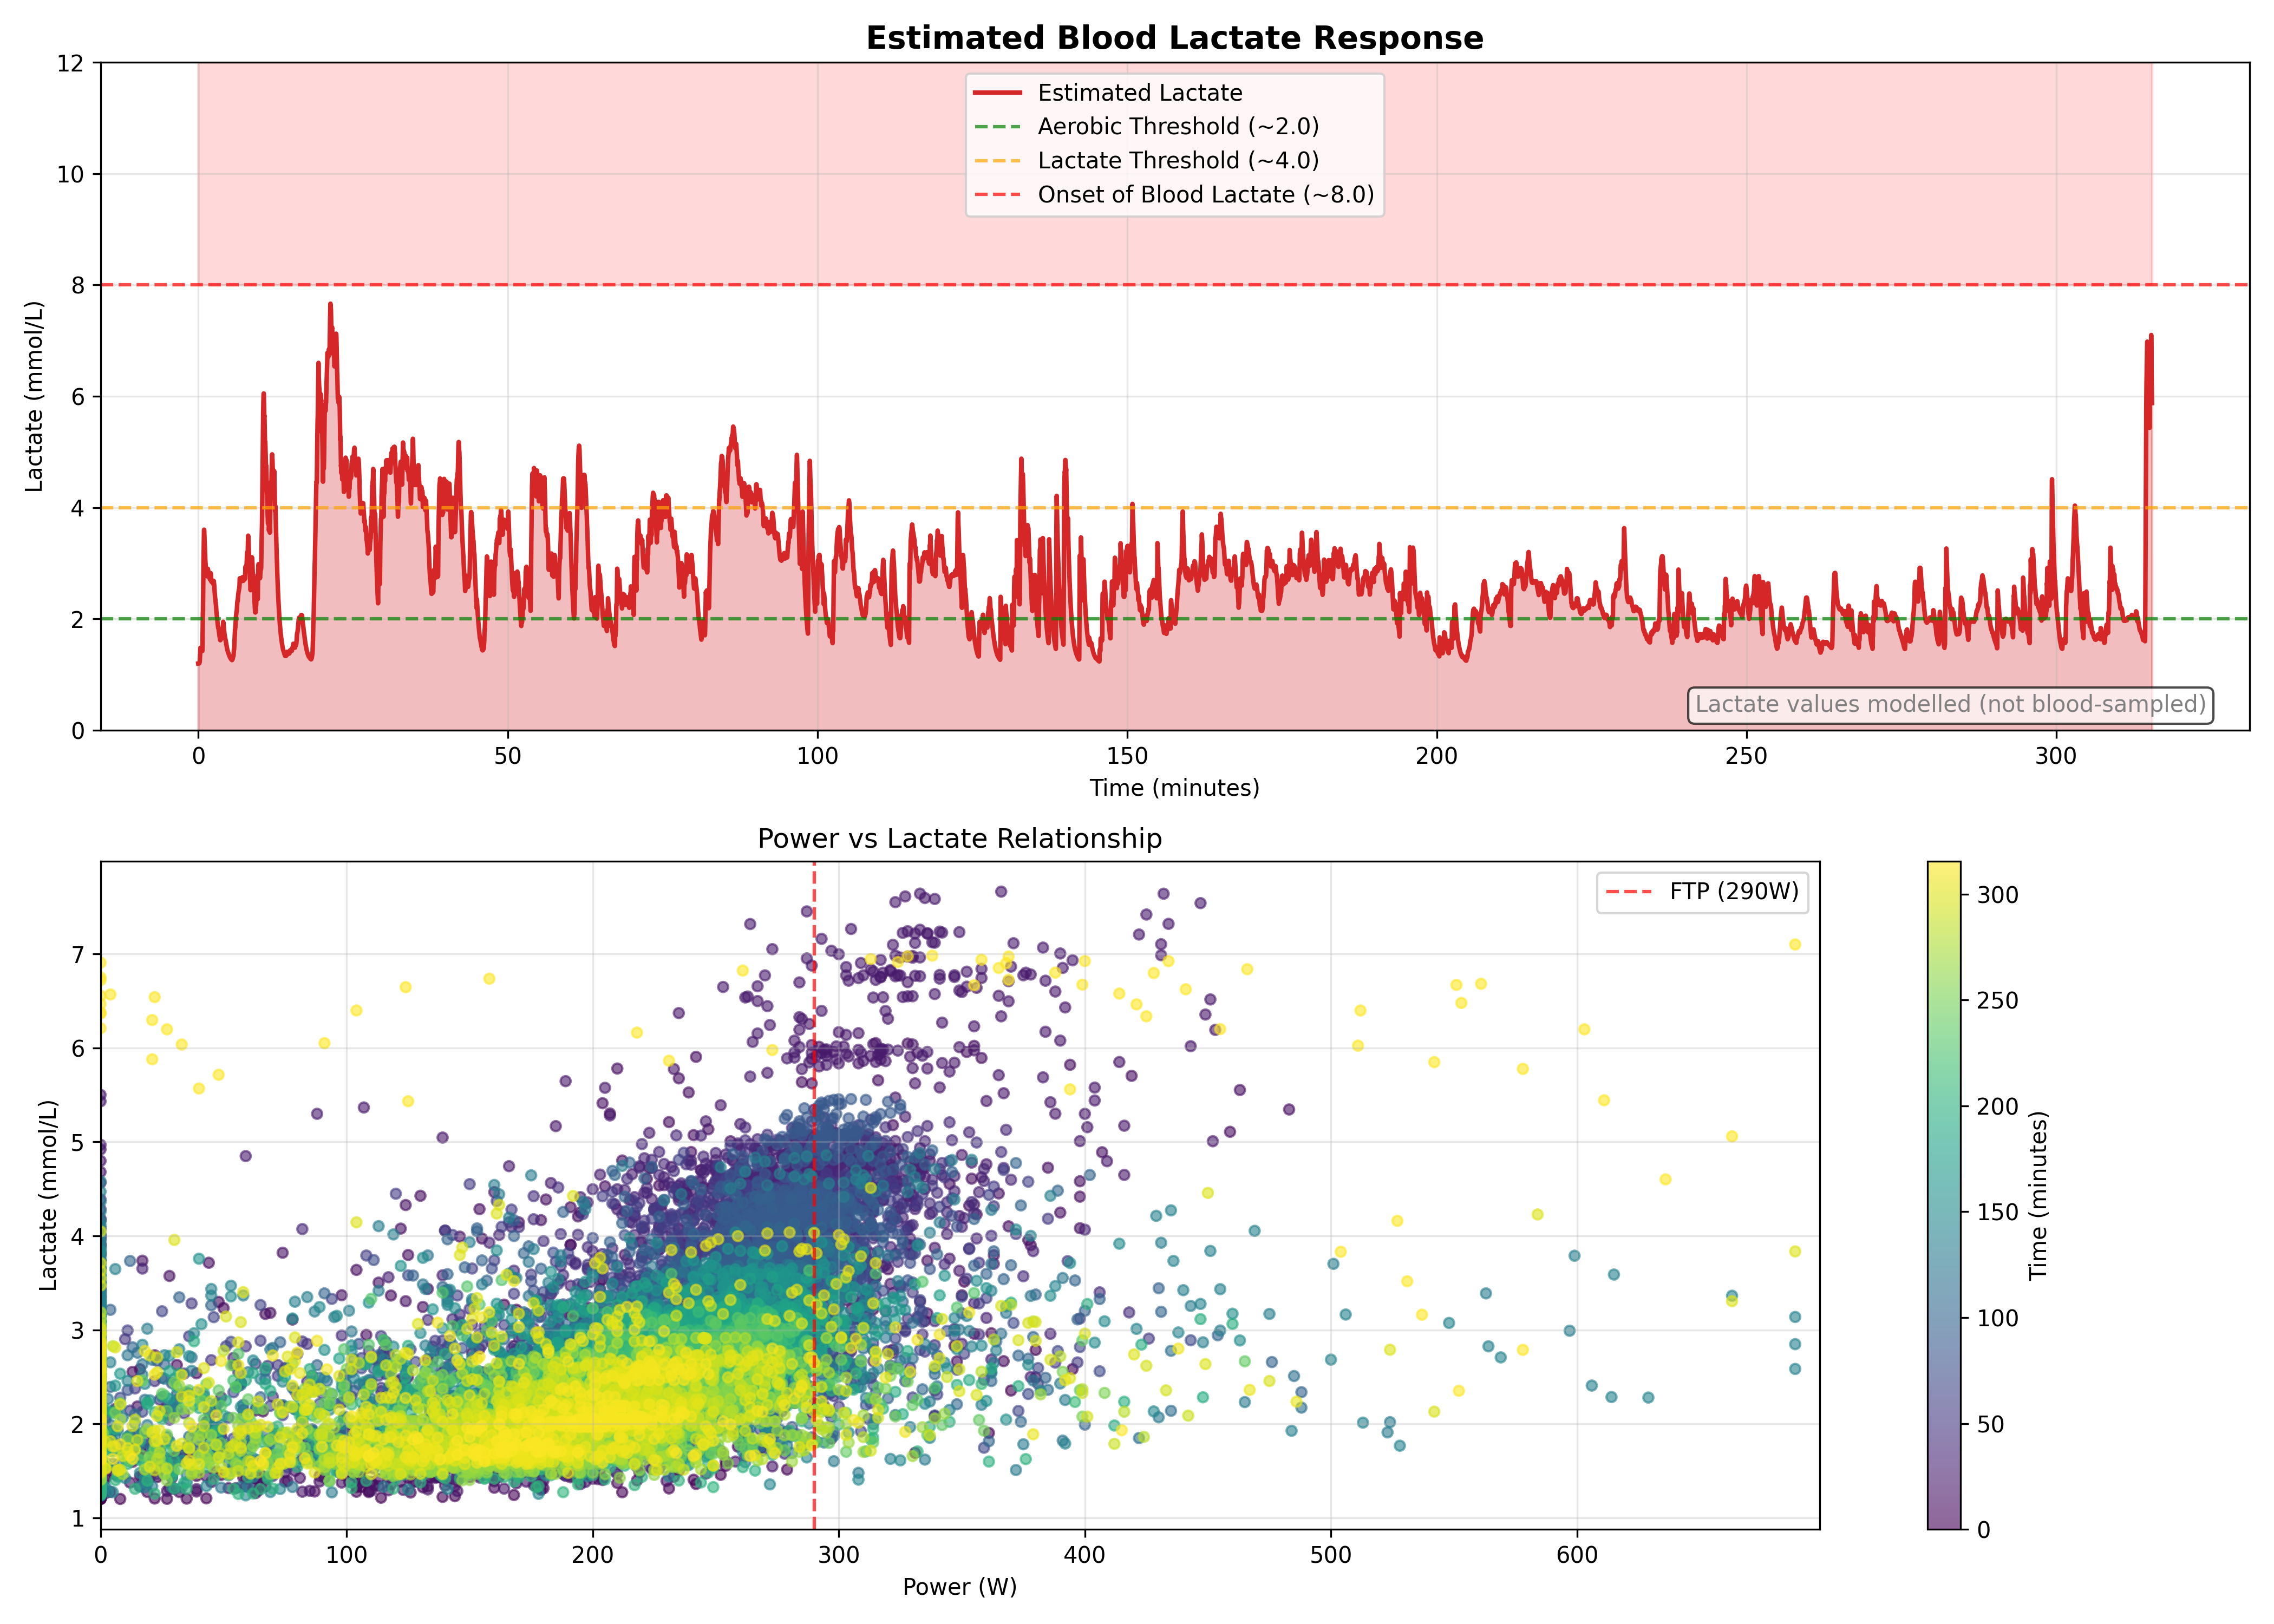 Estimated Blood Lactate Response
12
10
8
6
4
2
0
Lactate (mmol/L)
Estimated Lactate
Aerobic Threshold (~2.0)
Lactate Threshold (~4.0)
Onset of Blood Lactate (~8.0)
Lactate values modelled (not blood-sampled)
0 50 100 150 200 250 300
Time (minutes)
Power vs Lactate Relationship
7
6
5
4
3
2
1
Lactate (mmol/L)
FTP (290W)
0 100 200 300 400 500 600
Power (W)
300
250
200
150
100
50
0
Time (minutes)